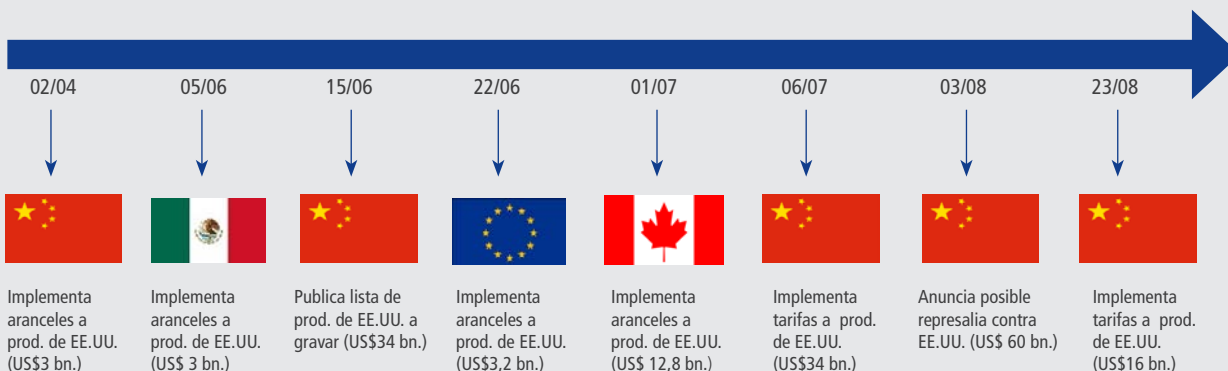 02/04
05/06
15/06
22/06
01/07
06/07
03/08
23/08
Implementa
aranceles a
prod. de EE.UU.
(US$3 bn.)
Implementa
aranceles a
prod. de EE.UU.
(US$ 3 bn.)
Publica lista de
prod. de EE.UU. a
gravar (US$34 bn.)
Implementa
aranceles a
prod. de EE.UU.
(US$3,2 bn.)
Implementa
aranceles a
prod. de EE.UU.
(US$ 12,8 bn.)
Implementa
tarifas a prod.
de EE.UU.
(US$34 bn.)
Anuncia posible
represalia contra
EE.UU. (US$ 60 bn.)
Implementa
tarifas a prod.
de EE.UU.
(US$16 bn.)